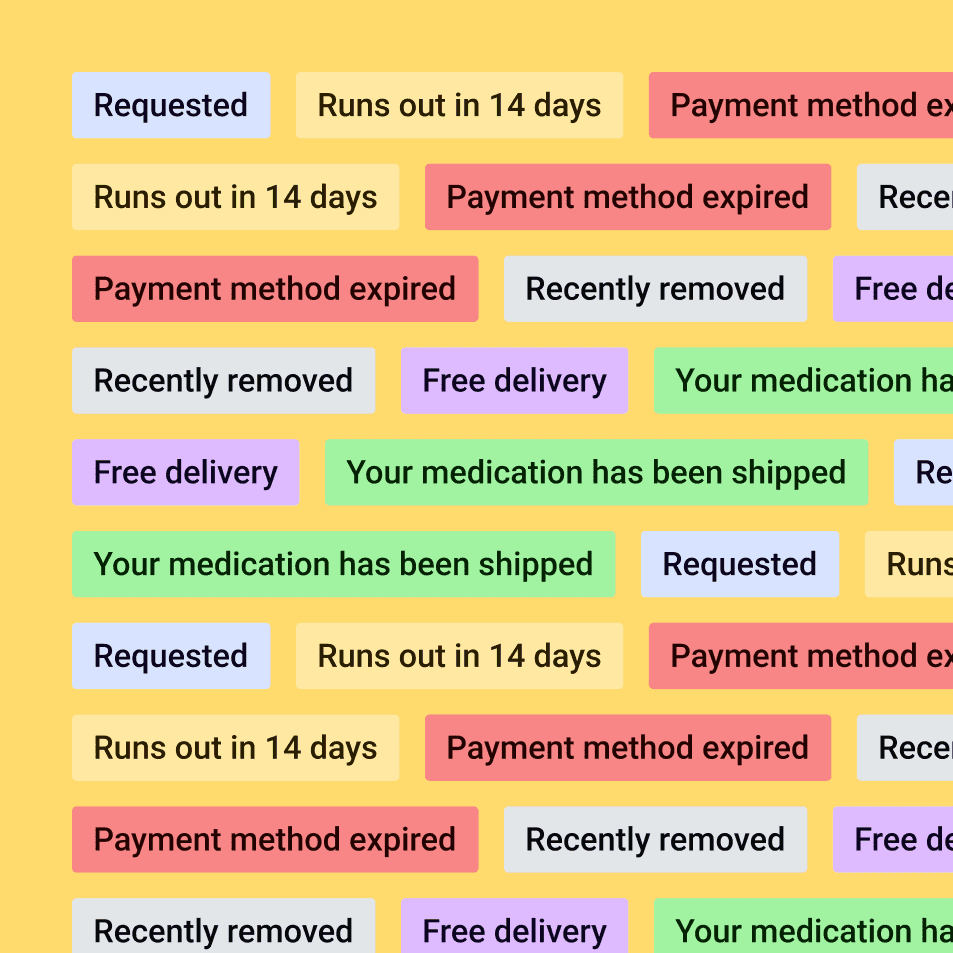 Requested Runs out in 14 days Payment method ex
Runs out in 14 days Payment method expired Rece
Payment method expired Recently removed Free de
Recently removed Free delivery Your medication ha
Free delivery Your medication has been shipped Re
Your medication has been shipped Requested Runs
Requested Runs out in 14 days Payment method ex
Runs out in 14 days Payment method expired Rece
Payment method expired Recently removed Free de
Recently removed Free delivery Your medication ha